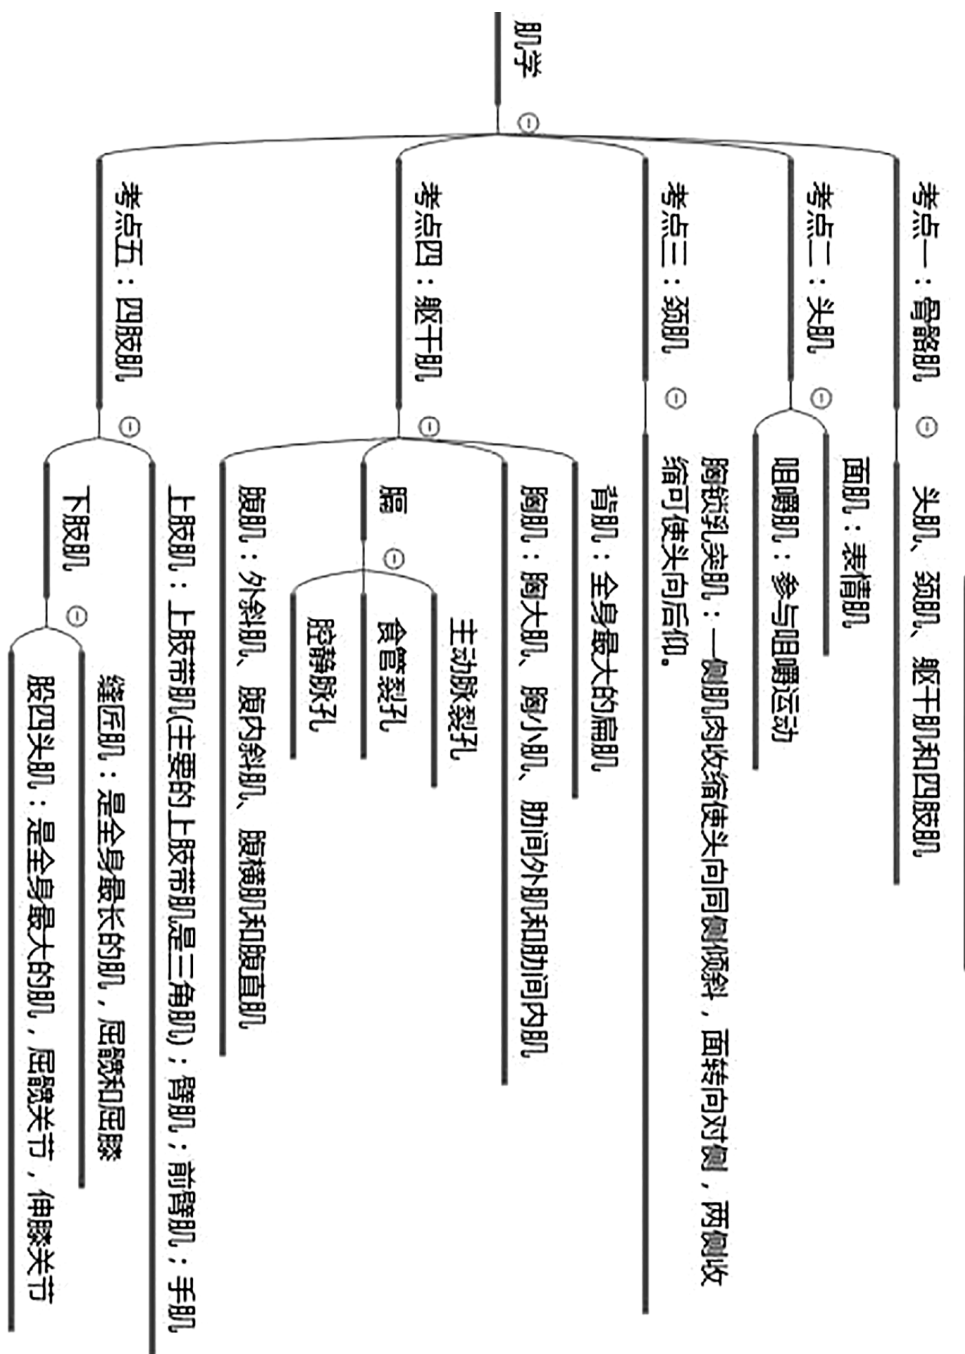 肌学
考点一：骨骼肌
头肌、颈肌、躯干肌和四肢肌
考点二：头肌
面肌：表情肌
咀嚼肌：参与咀嚼运动
考点三：颈肌
胸锁乳突肌：一侧肌肉收缩使头向同侧倾斜，面转向对侧，两侧收
缩可使头向后仰。
考点四：躯干肌
背肌：全身最大的扁肌
胸肌：胸大肌、胸小肌、肋间外肌和肋间内肌
膈
主动脉裂孔
食管裂孔
腔静脉孔
腹肌：外斜肌、腹内斜肌、腹横肌和腹直肌
考点五：四肢肌
上肢肌：上肢带肌(主要的上肢带肌是三角肌)；臂肌；前臂肌；手肌
下肢肌
缝匠肌：是全身最长的肌，屈髋和屈膝
股四头肌：是全身最大的肌，屈髋关节，伸膝关节